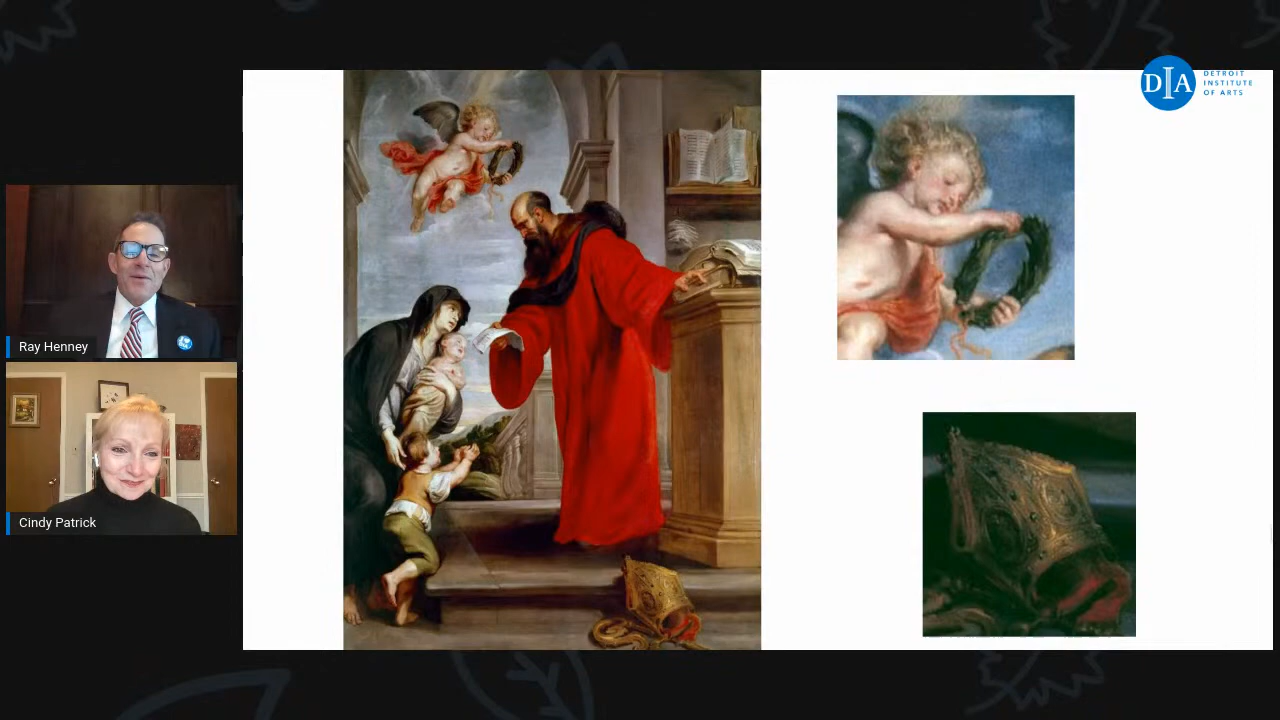 DIA
DETROIT
INSTITUTE
OF ARTS
Ray Henney
Cindy Patrick